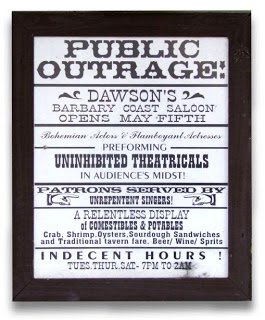 PUBLIC
OUTRAGE!
DAWSON'S
BARBARY COAST SALOON
OPENS MAY FIFTH
Bohemian Actors & Flamboyant Actresses
PREFORMING
UNINHIBITED THEATRICALS
IN AUDIENCE'S MIDST!
PATRONS SERVED BY
UNREPENTENT SINGERS!
A RELENTLESS DISPLAY
OF COMESTIBLES & POTABLES
Crab, Shrimp, Oysters, Sourdough Sandwiches
and Traditional tavern fare. Beer/ Wine/ Sprits
INDECENT HOURS !
TUES, THUR, SAT- 7PM TO 2AM